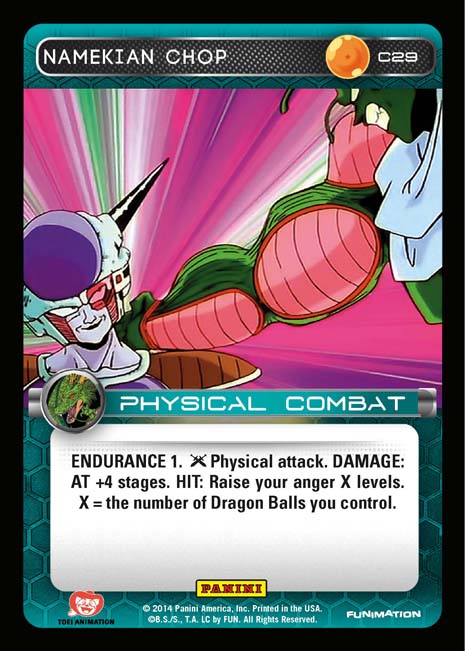 NAMEKIAN CHOP
C29
PHYSICAL COMBAT
ENDURANCE 1. Physical attack. DAMAGE:
AT +4 stages. HIT: Raise your anger X levels.
X = the number of Dragon Balls you control.
PANINI
TOEI ANIMATION
© 2014 Panini America, Inc. Printed in the USA.
©B.S./S., T.A. LC by FUN. All Rights Reserved.
FUNIMATION